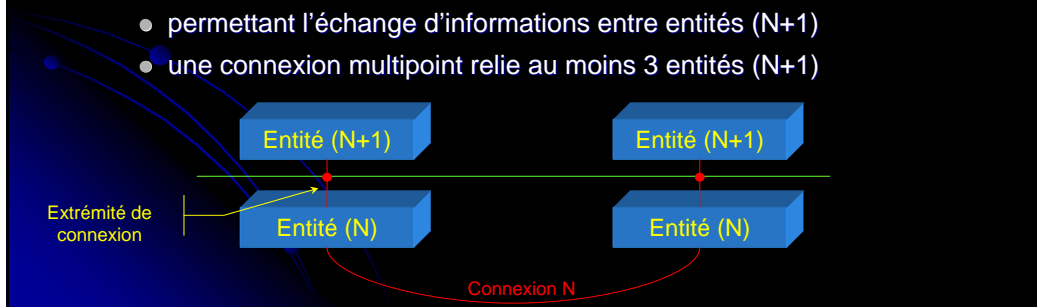 permettant l'échange d'informations entre entités (N+1)
une connexion multipoint relie au moins 3 entités (N+1)
Entité (N+1)
Entité (N+1)
Extrémité de
connexion
Entité (N)
Entité (N)
Connexion N